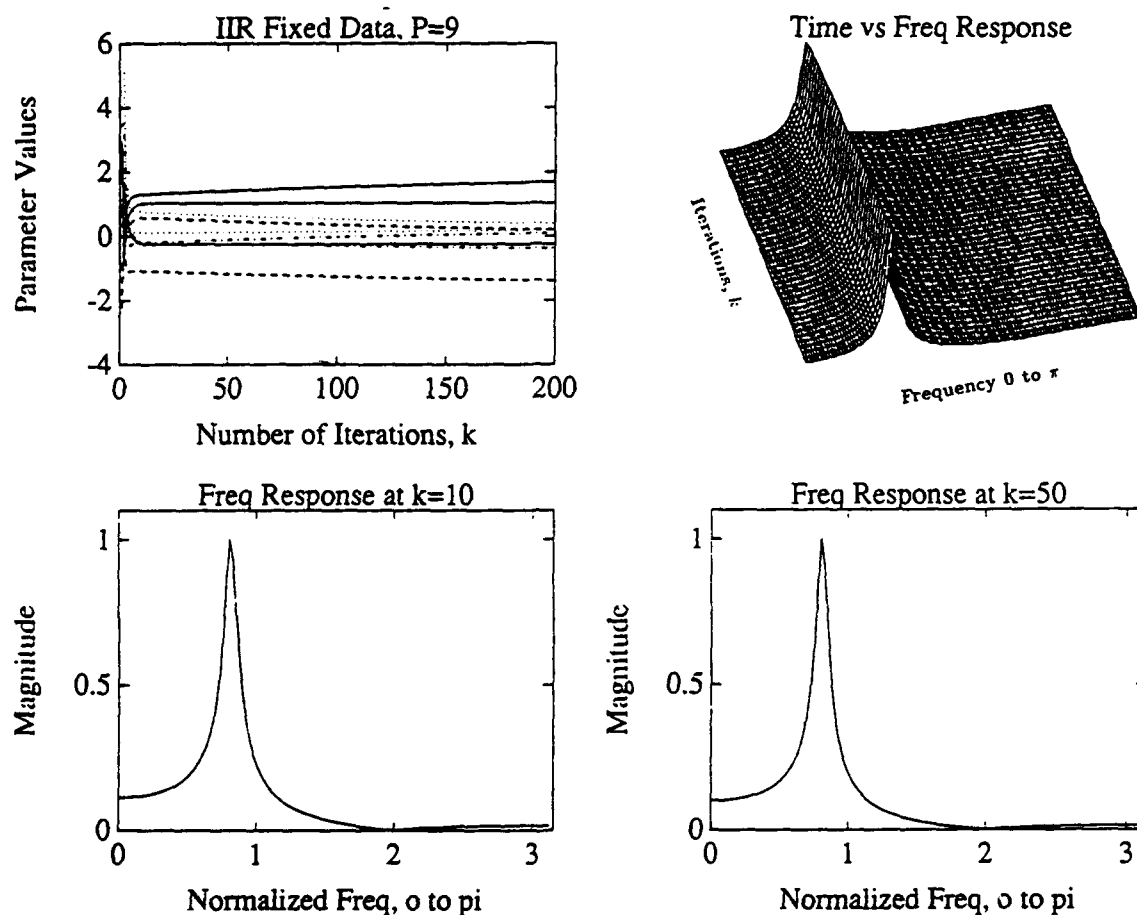 IIR Fixed Data, P=9
6
4
2
0
-2
-4
Parameter Values
0
50
100
150
200
Number of Iterations, k
Time vs Freq Response
Iterations, k
Frequency 0 to π
Freq Response at k=10
1
0.5
0
Magnitude
0
1
2
3
Normalized Freq, o to pi
Freq Response at k=50
1
0.5
0
Magnitude
0
1
2
3
Normalized Freq, o to pi